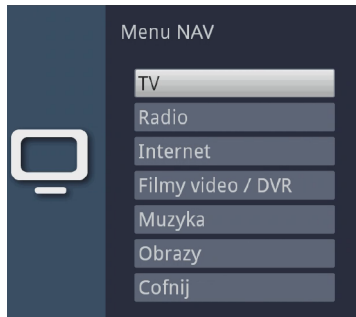 Menu NAV
TV
Radio
Internet
Filmy video / DVR
Muzyka
Obrazy
Cofnij